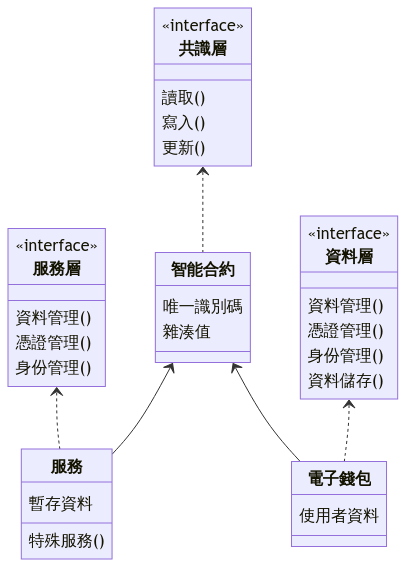 «interface»
共識層
讀取()
寫入()
更新()
«interface»
服務層
資料管理()
憑證管理()
身份管理()
智能合約
唯一識別碼
雜湊值
«interface»
資料層
資料管理()
憑證管理()
身份管理()
資料儲存()
服務
暫存資料
特殊服務()
電子錢包
使用者資料